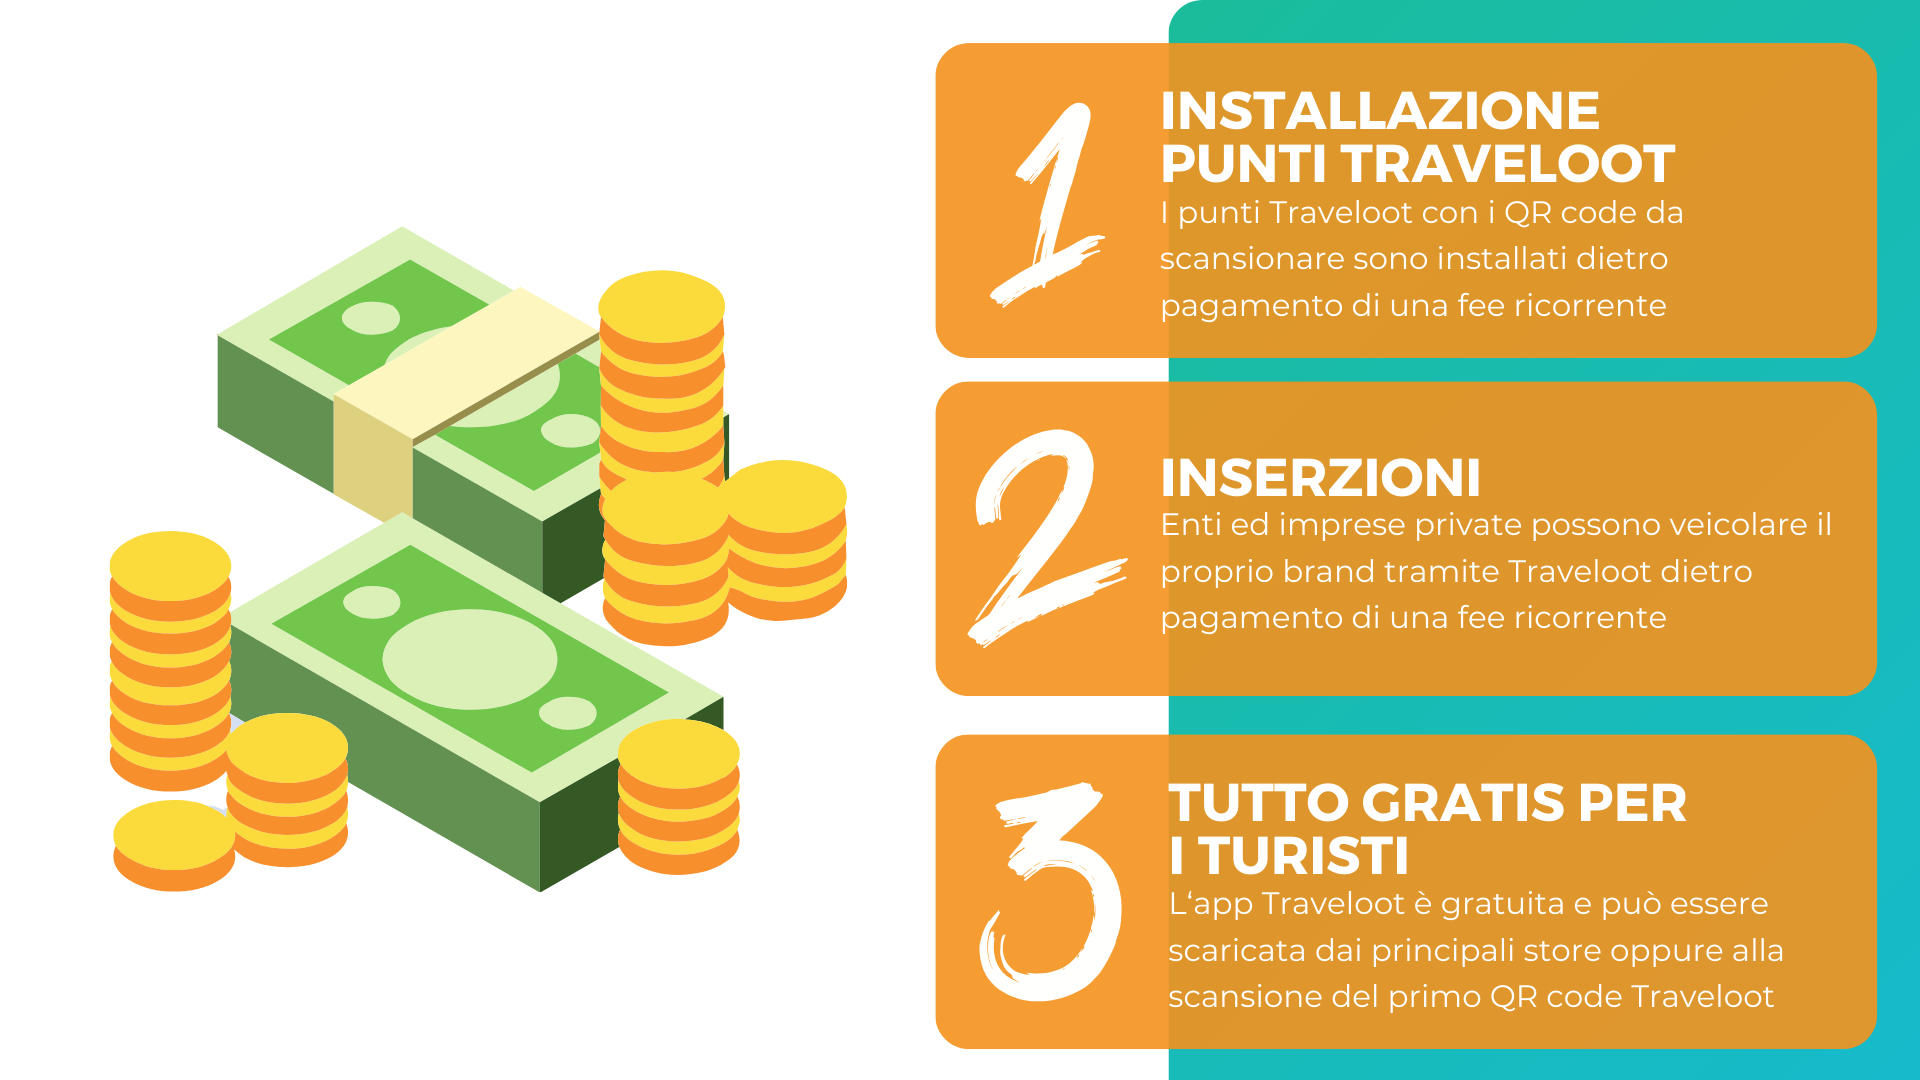 1
INSTALLAZIONE
PUNTI TRAVELOOT
I punti Traveloot con i QR code da
scansionare sono installati dietro
pagamento di una fee ricorrente
2
INSERZIONI
Enti ed imprese private possono veicolare il
proprio brand tramite Traveloot dietro
pagamento di una fee ricorrente
3
TUTTO GRATIS PER
I TURISTI
L‘app Traveloot è gratuita e può essere
scaricata dai principali store oppure alla
scansione del primo QR code Traveloot